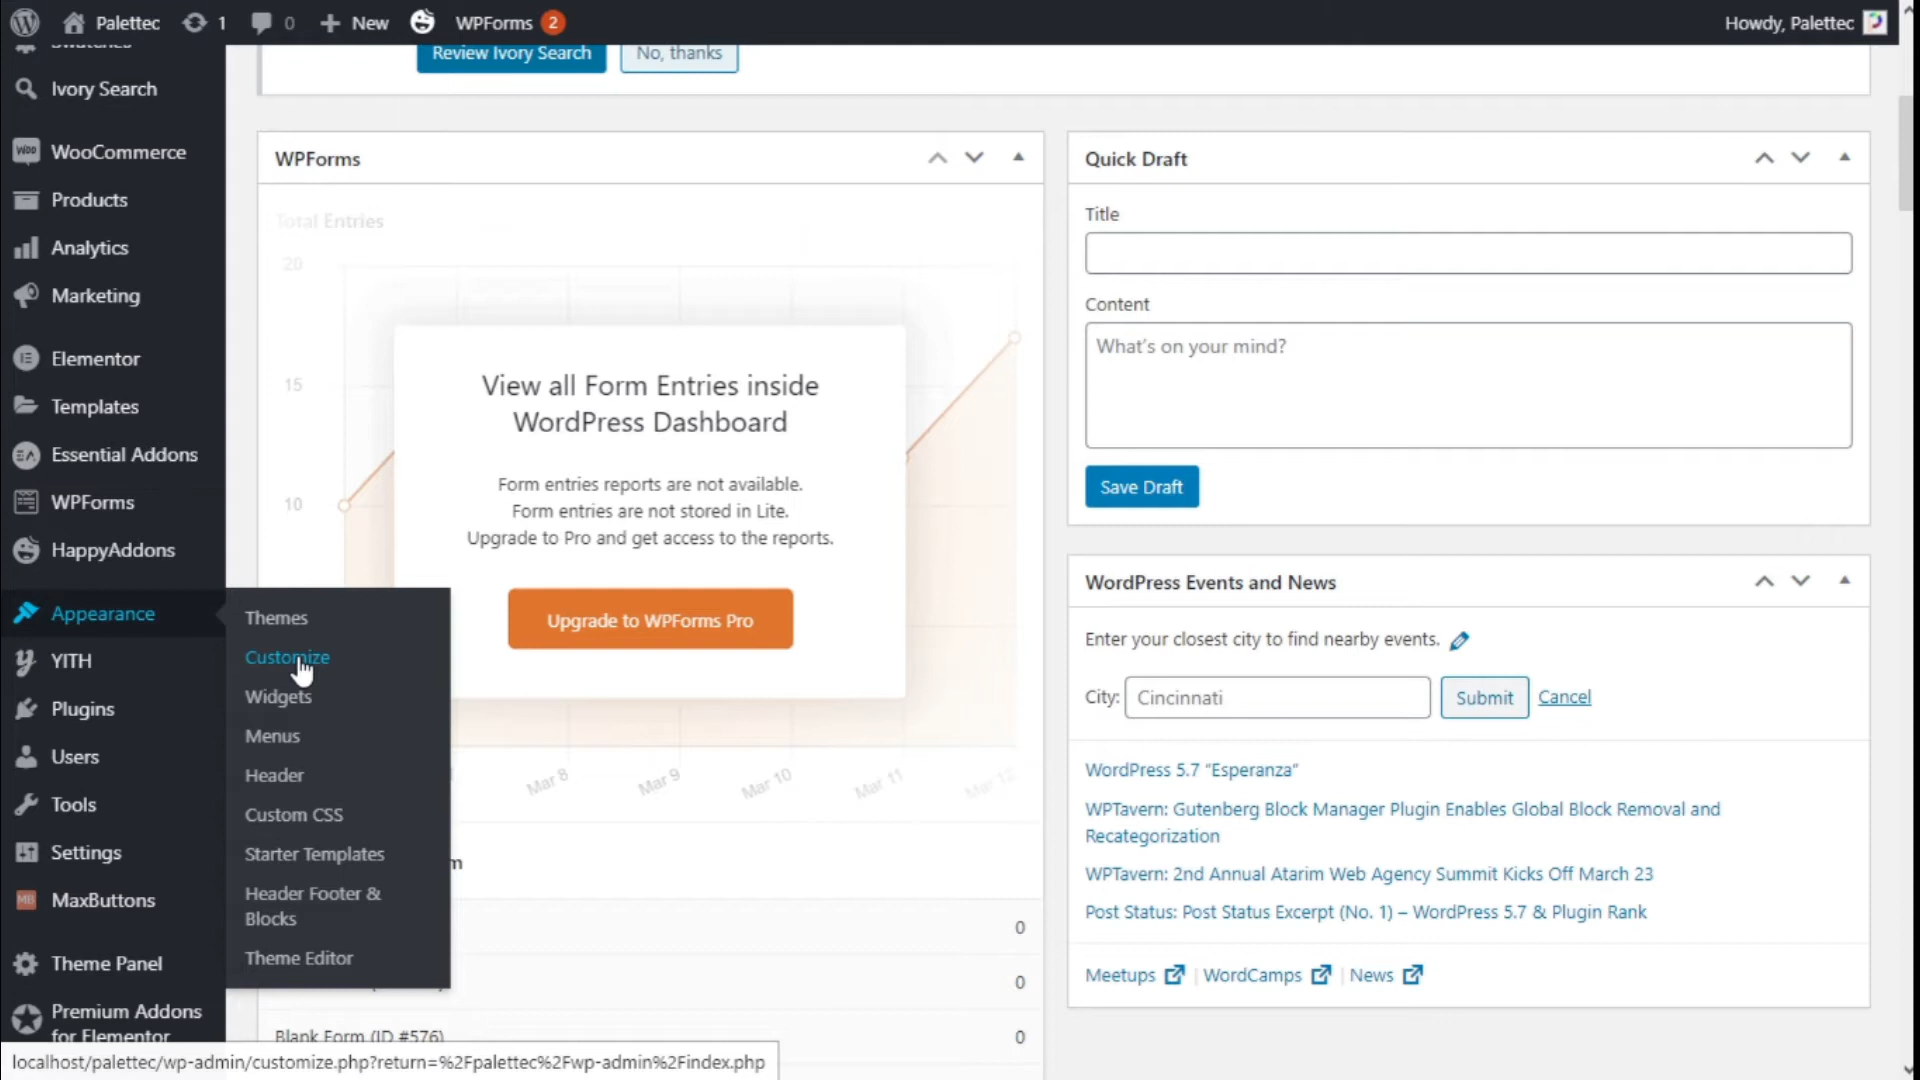 Palettec
1
0
New
WPForms
2
Howdy, Palettec
Swatches
Ivory Search
WooCommerce
Products
Analytics
Marketing
Elementor
Templates
Essential Addons
WPForms
HappyAddons
Appearance
YITH
Plugins
Users
Tools
Settings
MaxButtons
Theme Panel
Premium Addons
for Elementor
Themes
Customize
Widgets
Menus
Header
Custom CSS
Starter Templates
Header Footer &
Blocks
Theme Editor
Review Ivory Search
No, thanks
WPForms
Total Entries
20
15
10
View all Form Entries inside
WordPress Dashboard
Form entries reports are not available.
Form entries are not stored in Lite.
Upgrade to Pro and get access to the reports.
Upgrade to WPForms Pro
Mar 8
Mar 9
Mar 10
Mar 11
Mar 12
m
0
0
Blank Form (ID #576)
0
Quick Draft
Title
Content
What's on your mind?
Save Draft
WordPress Events and News
Enter your closest city to find nearby events.
City:
Cincinnati
Submit
Cancel
WordPress 5.7 “Esperanza”
WPTavern: Gutenberg Block Manager Plugin Enables Global Block Removal and
Recategorization
WPTavern: 2nd Annual Atarim Web Agency Summit Kicks Off March 23
Post Status: Post Status Excerpt (No. 1) – WordPress 5.7 & Plugin Rank
Meetups
| WordCamps
| News
localhost/palettec/wp-admin/customize.php?return=%2Fpalettec%2Fwp-admin%2Findex.php